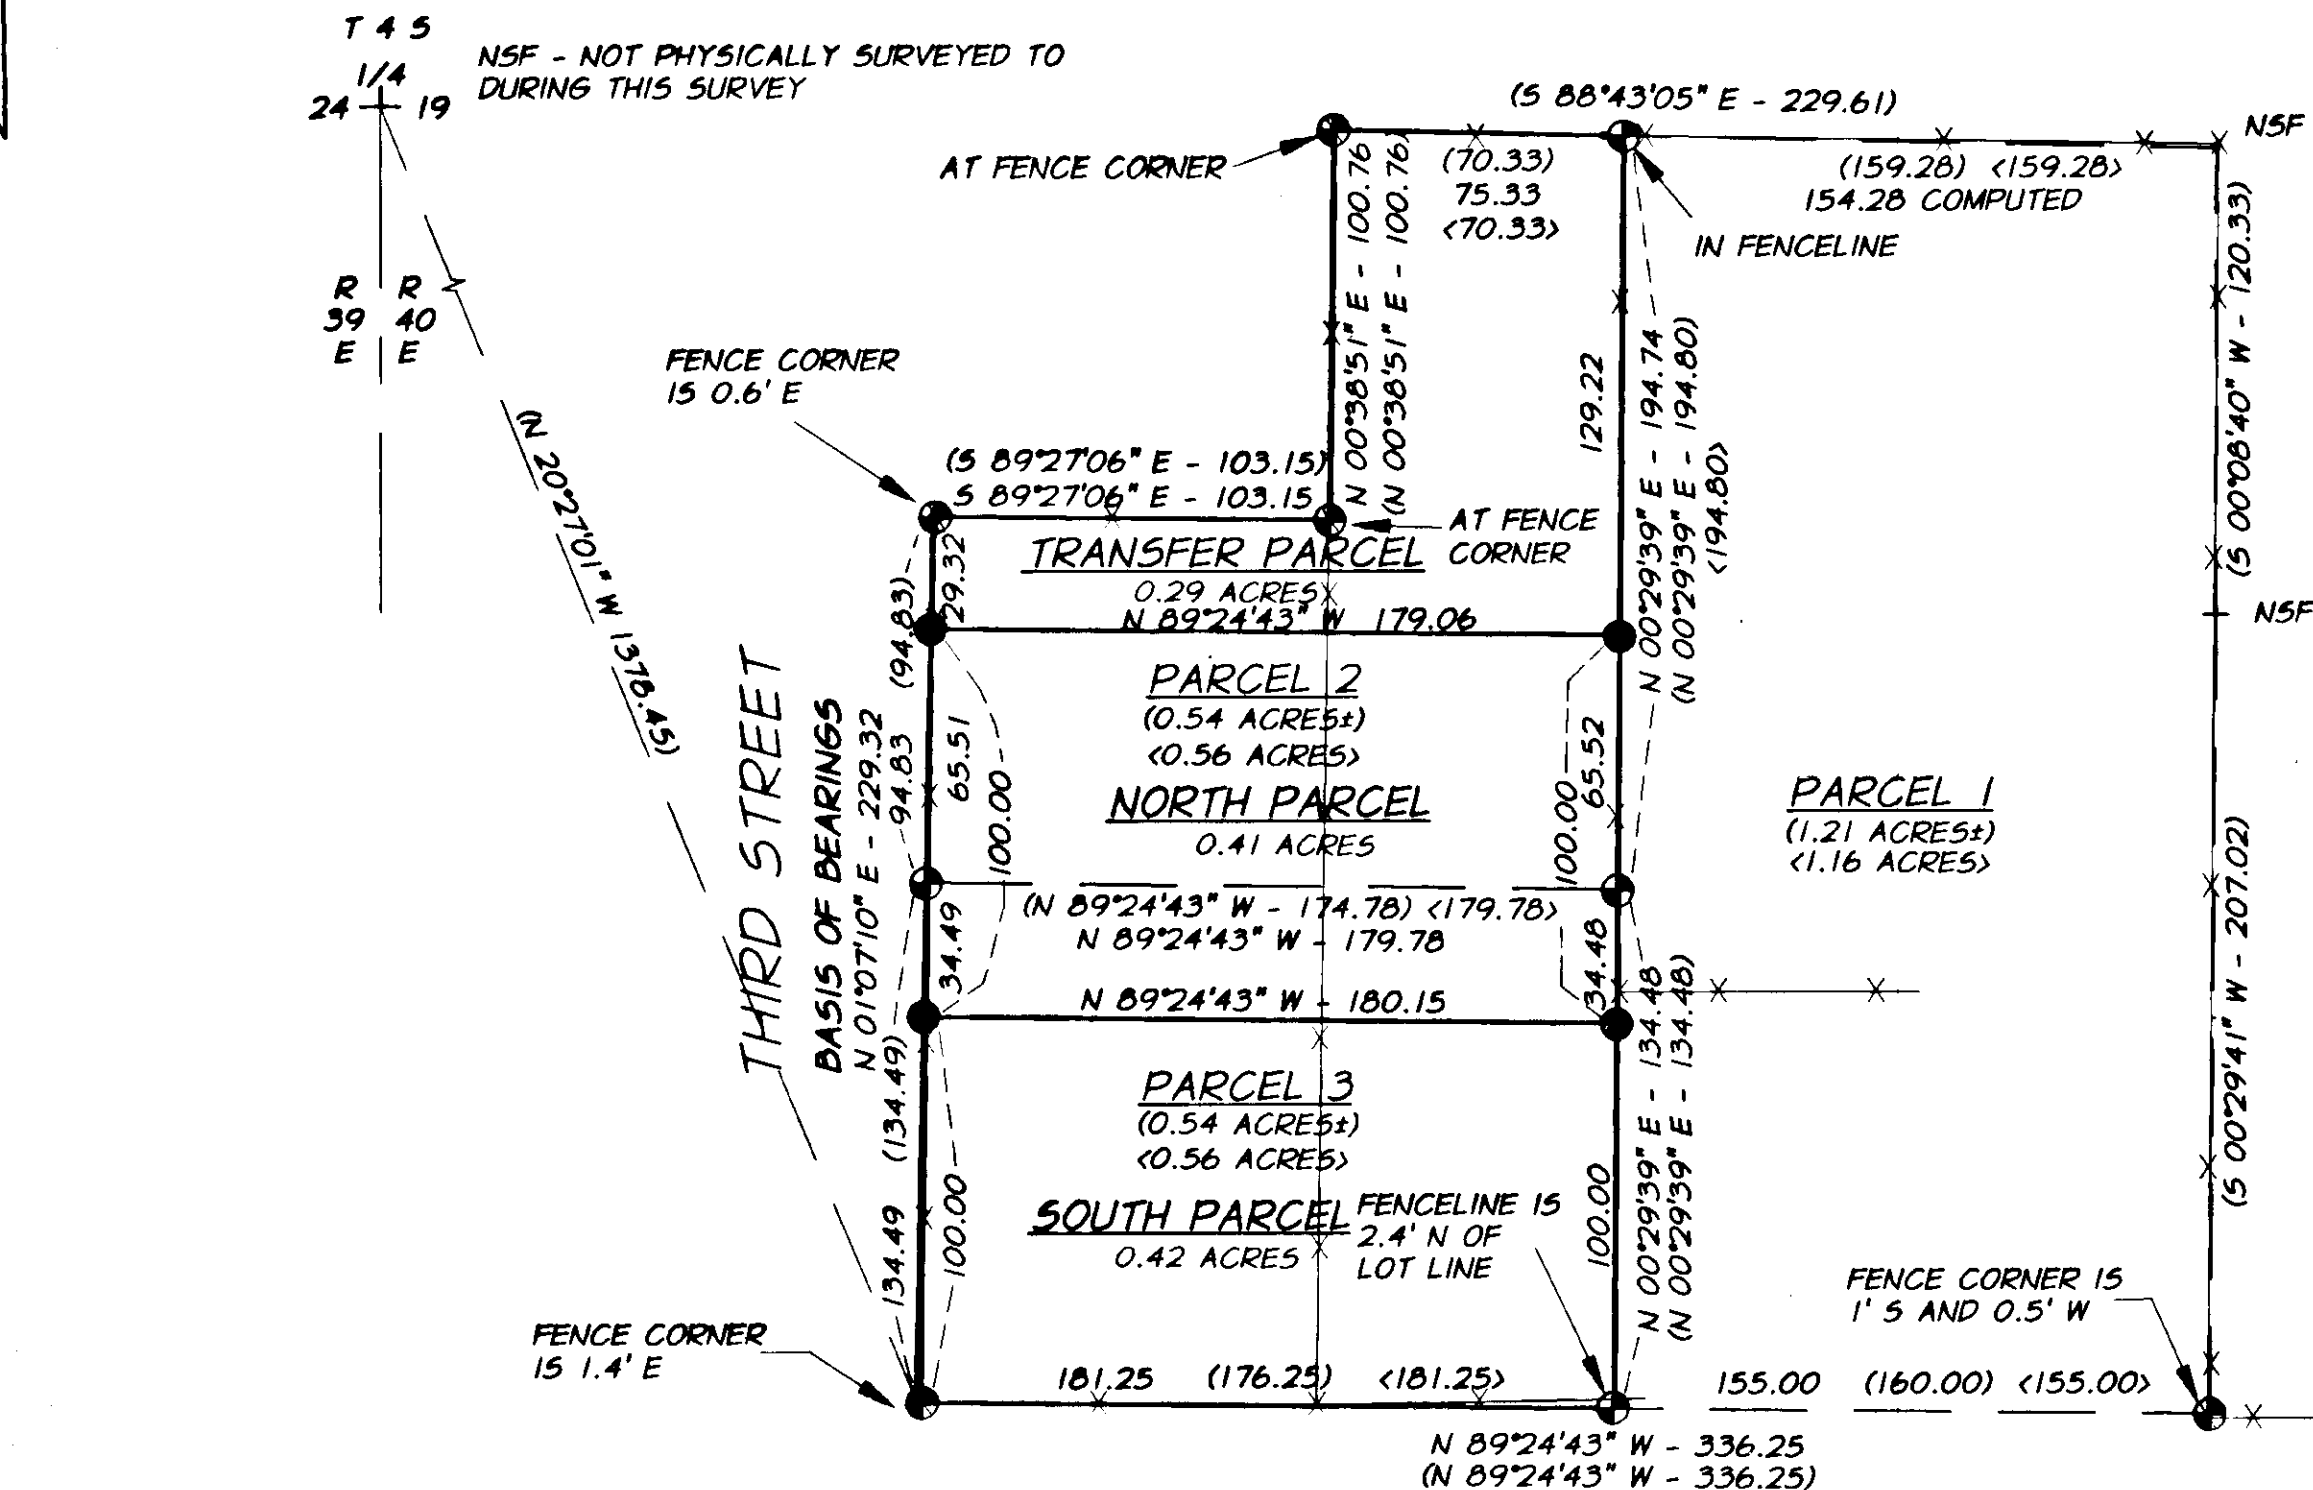 T 4 S
1/4
24 19
NSF - NOT PHYSICALLY SURVEYED TO
DURING THIS SURVEY
R R
39 40
E E
(N 20°27'01" W 1378.45)
(S 88°43'05" E - 229.61)
NSF
AT FENCE CORNER
(70.33)
75.33
<70.33>
(159.28) <159.28>
154.28 COMPUTED
IN FENCELINE
N 00°38'51" E - 100.76
(N 00°38'51" E - 100.76)
129.22
N 00°29'39" E - 194.74
(N 00°29'39" E - 194.80)
<194.80>
(S 00°08'40" W - 120.33)
NSF
FENCE CORNER
IS 0.6' E
(S 89°27'06" E - 103.15)
S 89°27'06" E - 103.15
AT FENCE
CORNER
TRANSFER PARCEL
0.29 ACRES
N 89°24'43" W 179.06
29.32
(94.83)
94.83
65.51
100.00
PARCEL 2
(0.54 ACRES±)
<0.56 ACRES>
NORTH PARCEL
0.41 ACRES
100.00
65.52
THIRD STREET
BASIS OF BEARINGS
N 01°07'10" E - 229.32
PARCEL 1
(1.21 ACRES±)
<1.16 ACRES>
(N 89°24'43" W - 174.78) <179.78>
N 89°24'43" W - 179.78
34.49
34.48
N 89°24'43" W - 180.15
(134.49)
134.49
100.00
PARCEL 3
(0.54 ACRES±)
<0.56 ACRES>
SOUTH PARCEL
0.42 ACRES
FENCELINE IS
2.4' N OF
LOT LINE
100.00
N 00°29'39" E - 134.48
(N 00°29'39" E - 134.48)
(S 00°29'41" W - 207.02)
FENCE CORNER IS
1' S AND 0.5' W
FENCE CORNER
IS 1.4' E
181.25 (176.25) <181.25>
155.00 (160.00) <155.00>
N 89°24'43" W - 336.25
(N 89°24'43" W - 336.25)